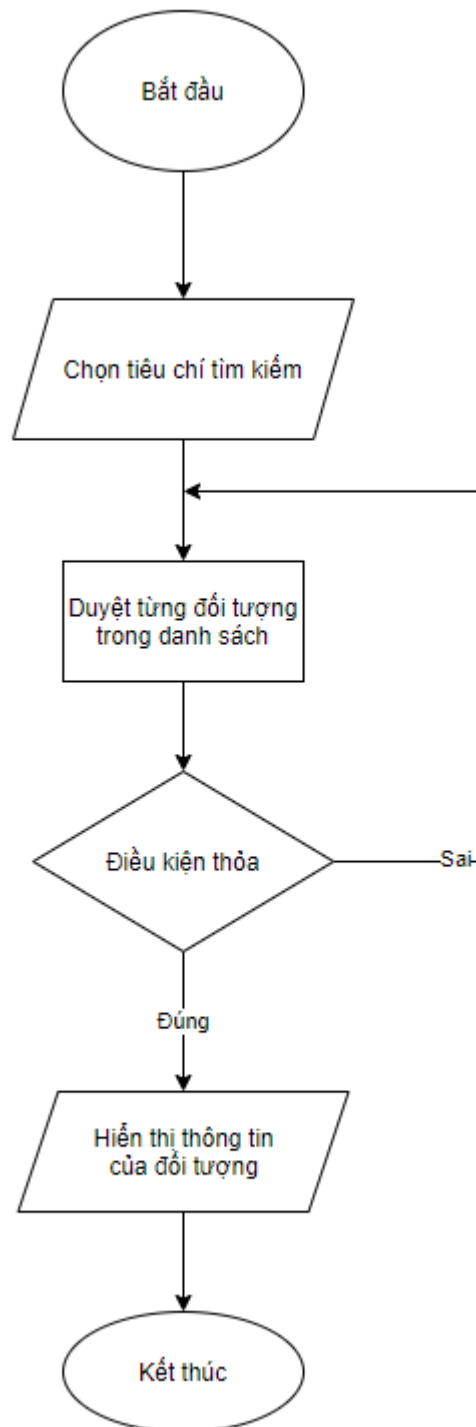 Bắt đầu
Chọn tiêu chí tìm kiếm
Duyệt từng đối tượng
trong danh sách
Điều kiện thỏa
Sai
Đúng
Hiển thị thông tin
của đối tượng
Kết thúc